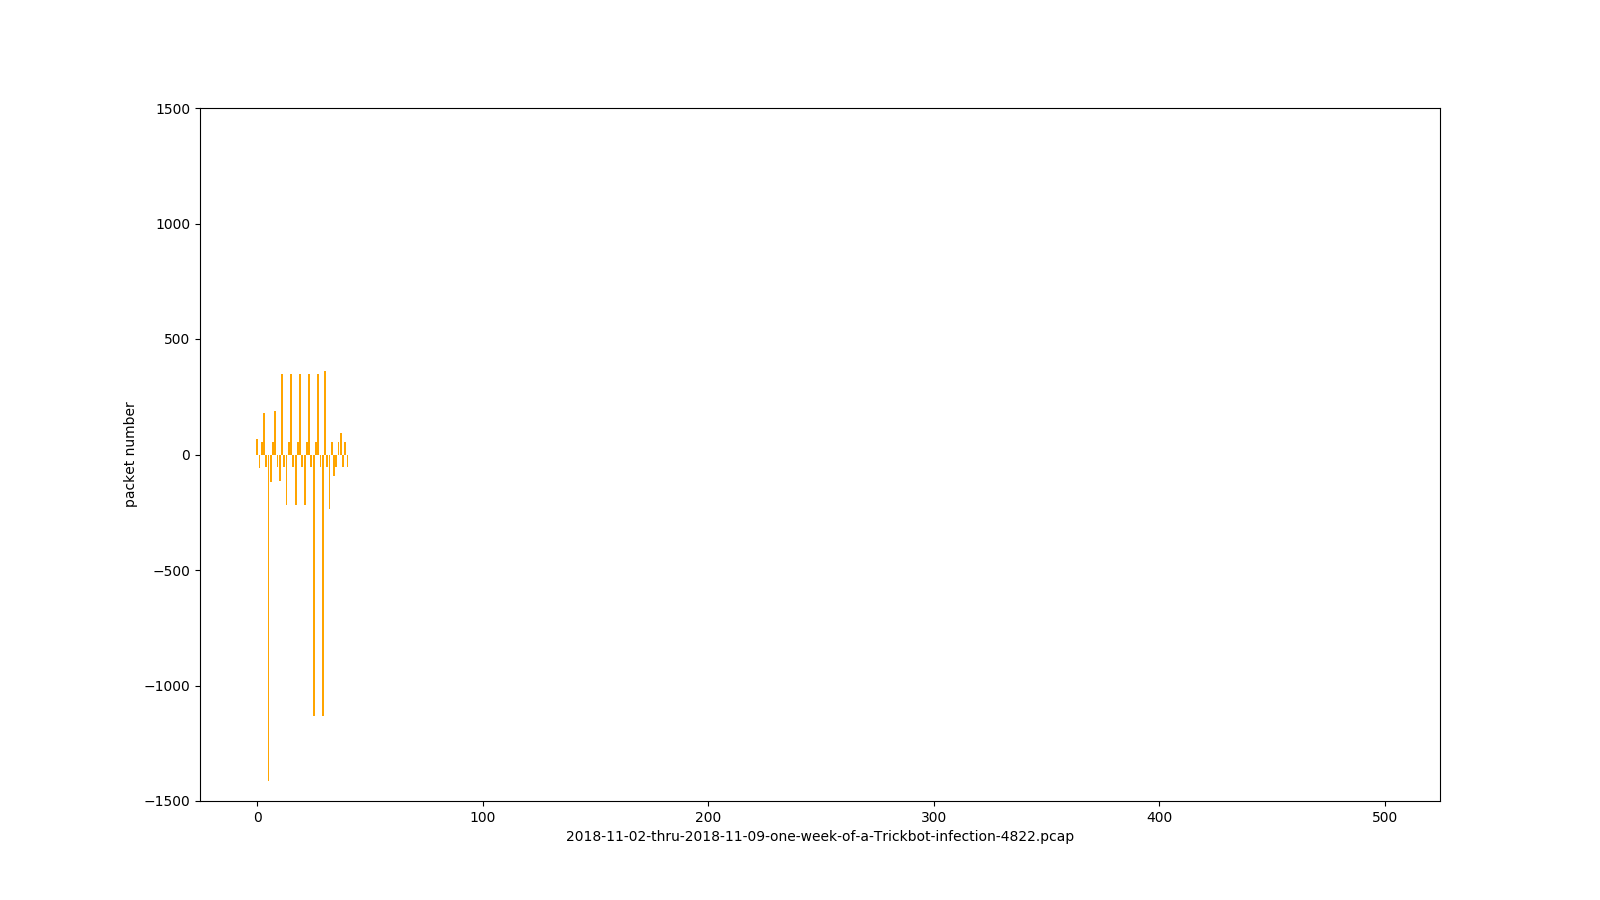 1500
1000
500
0
−500
−1000
−1500
packet number
0 100 200 300 400 500
2018-11-02-thru-2018-11-09-one-week-of-a-Trickbot-infection-4822.pcap